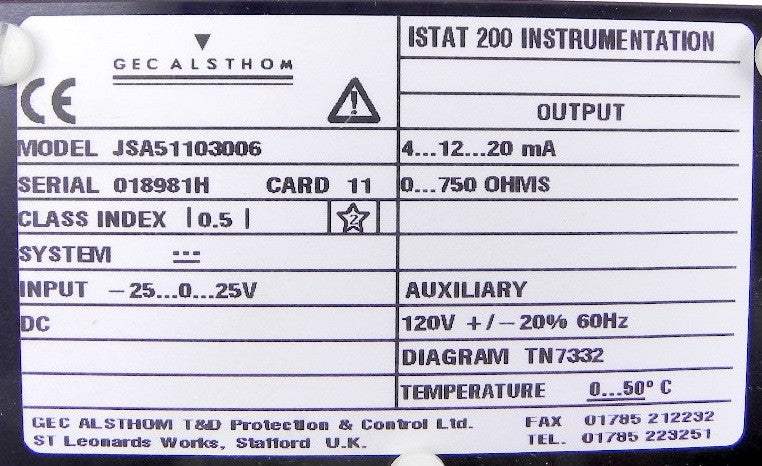 GEC ALSTHOM
CE
MODEL JSA51103006
SERIAL 018981H CARD 11
CLASS INDEX | 0.5 | 2
SYSTEM
INPUT -25...0...25V
DC
ISTAT 200 INSTRUMENTATION
OUTPUT
4...12...20 mA
0...750 OHMS
AUXILIARY
120V +/-20% 60Hz
DIAGRAM TN7332
TEMPERATURE 0...50° C
GEC ALSTHOM T&D Protection & Control Ltd.
ST Leonards Works, Stafford U.K.
FAX 01785 212232
TEL. 01785 223251